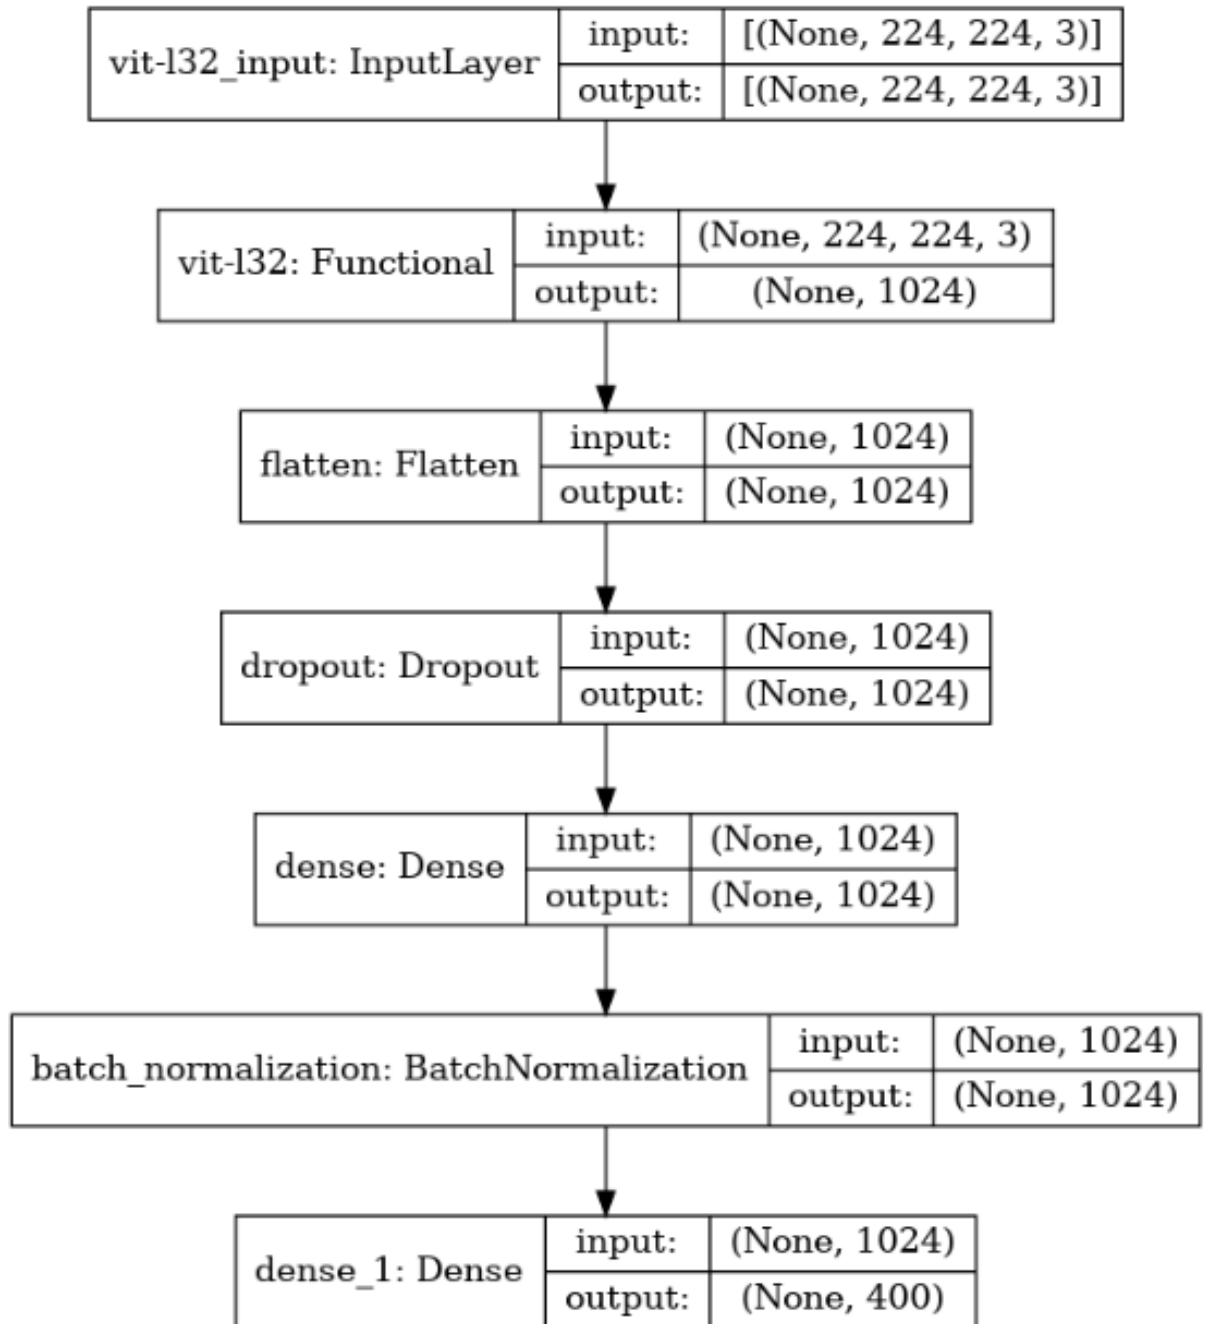 vit-l32_input: InputLayer
input: [(None, 224, 224, 3)]
output: [(None, 224, 224, 3)]
vit-l32: Functional
input: (None, 224, 224, 3)
output: (None, 1024)
flatten: Flatten
input: (None, 1024)
output: (None, 1024)
dropout: Dropout
input: (None, 1024)
output: (None, 1024)
dense: Dense
input: (None, 1024)
output: (None, 1024)
batch_normalization: BatchNormalization
input: (None, 1024)
output: (None, 1024)
dense_1: Dense
input: (None, 1024)
output: (None, 400)